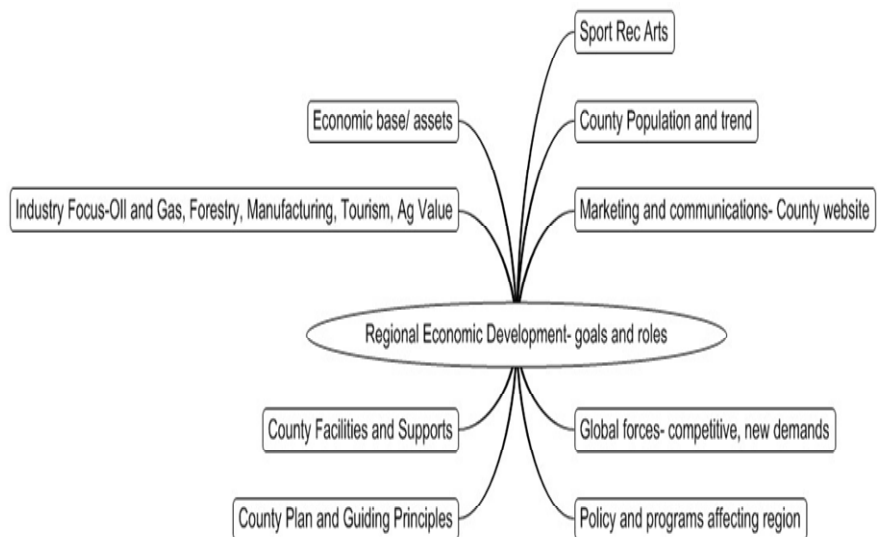 Sport Rec Arts
Economic base/ assets
County Population and trend
Industry Focus-OIl and Gas, Forestry, Manufacturing, Tourism, Ag Value
Marketing and communications- County website
Regional Economic Development- goals and roles
County Facilities and Supports
Global forces- competitive, new demands
County Plan and Guiding Principles
Policy and programs affecting region